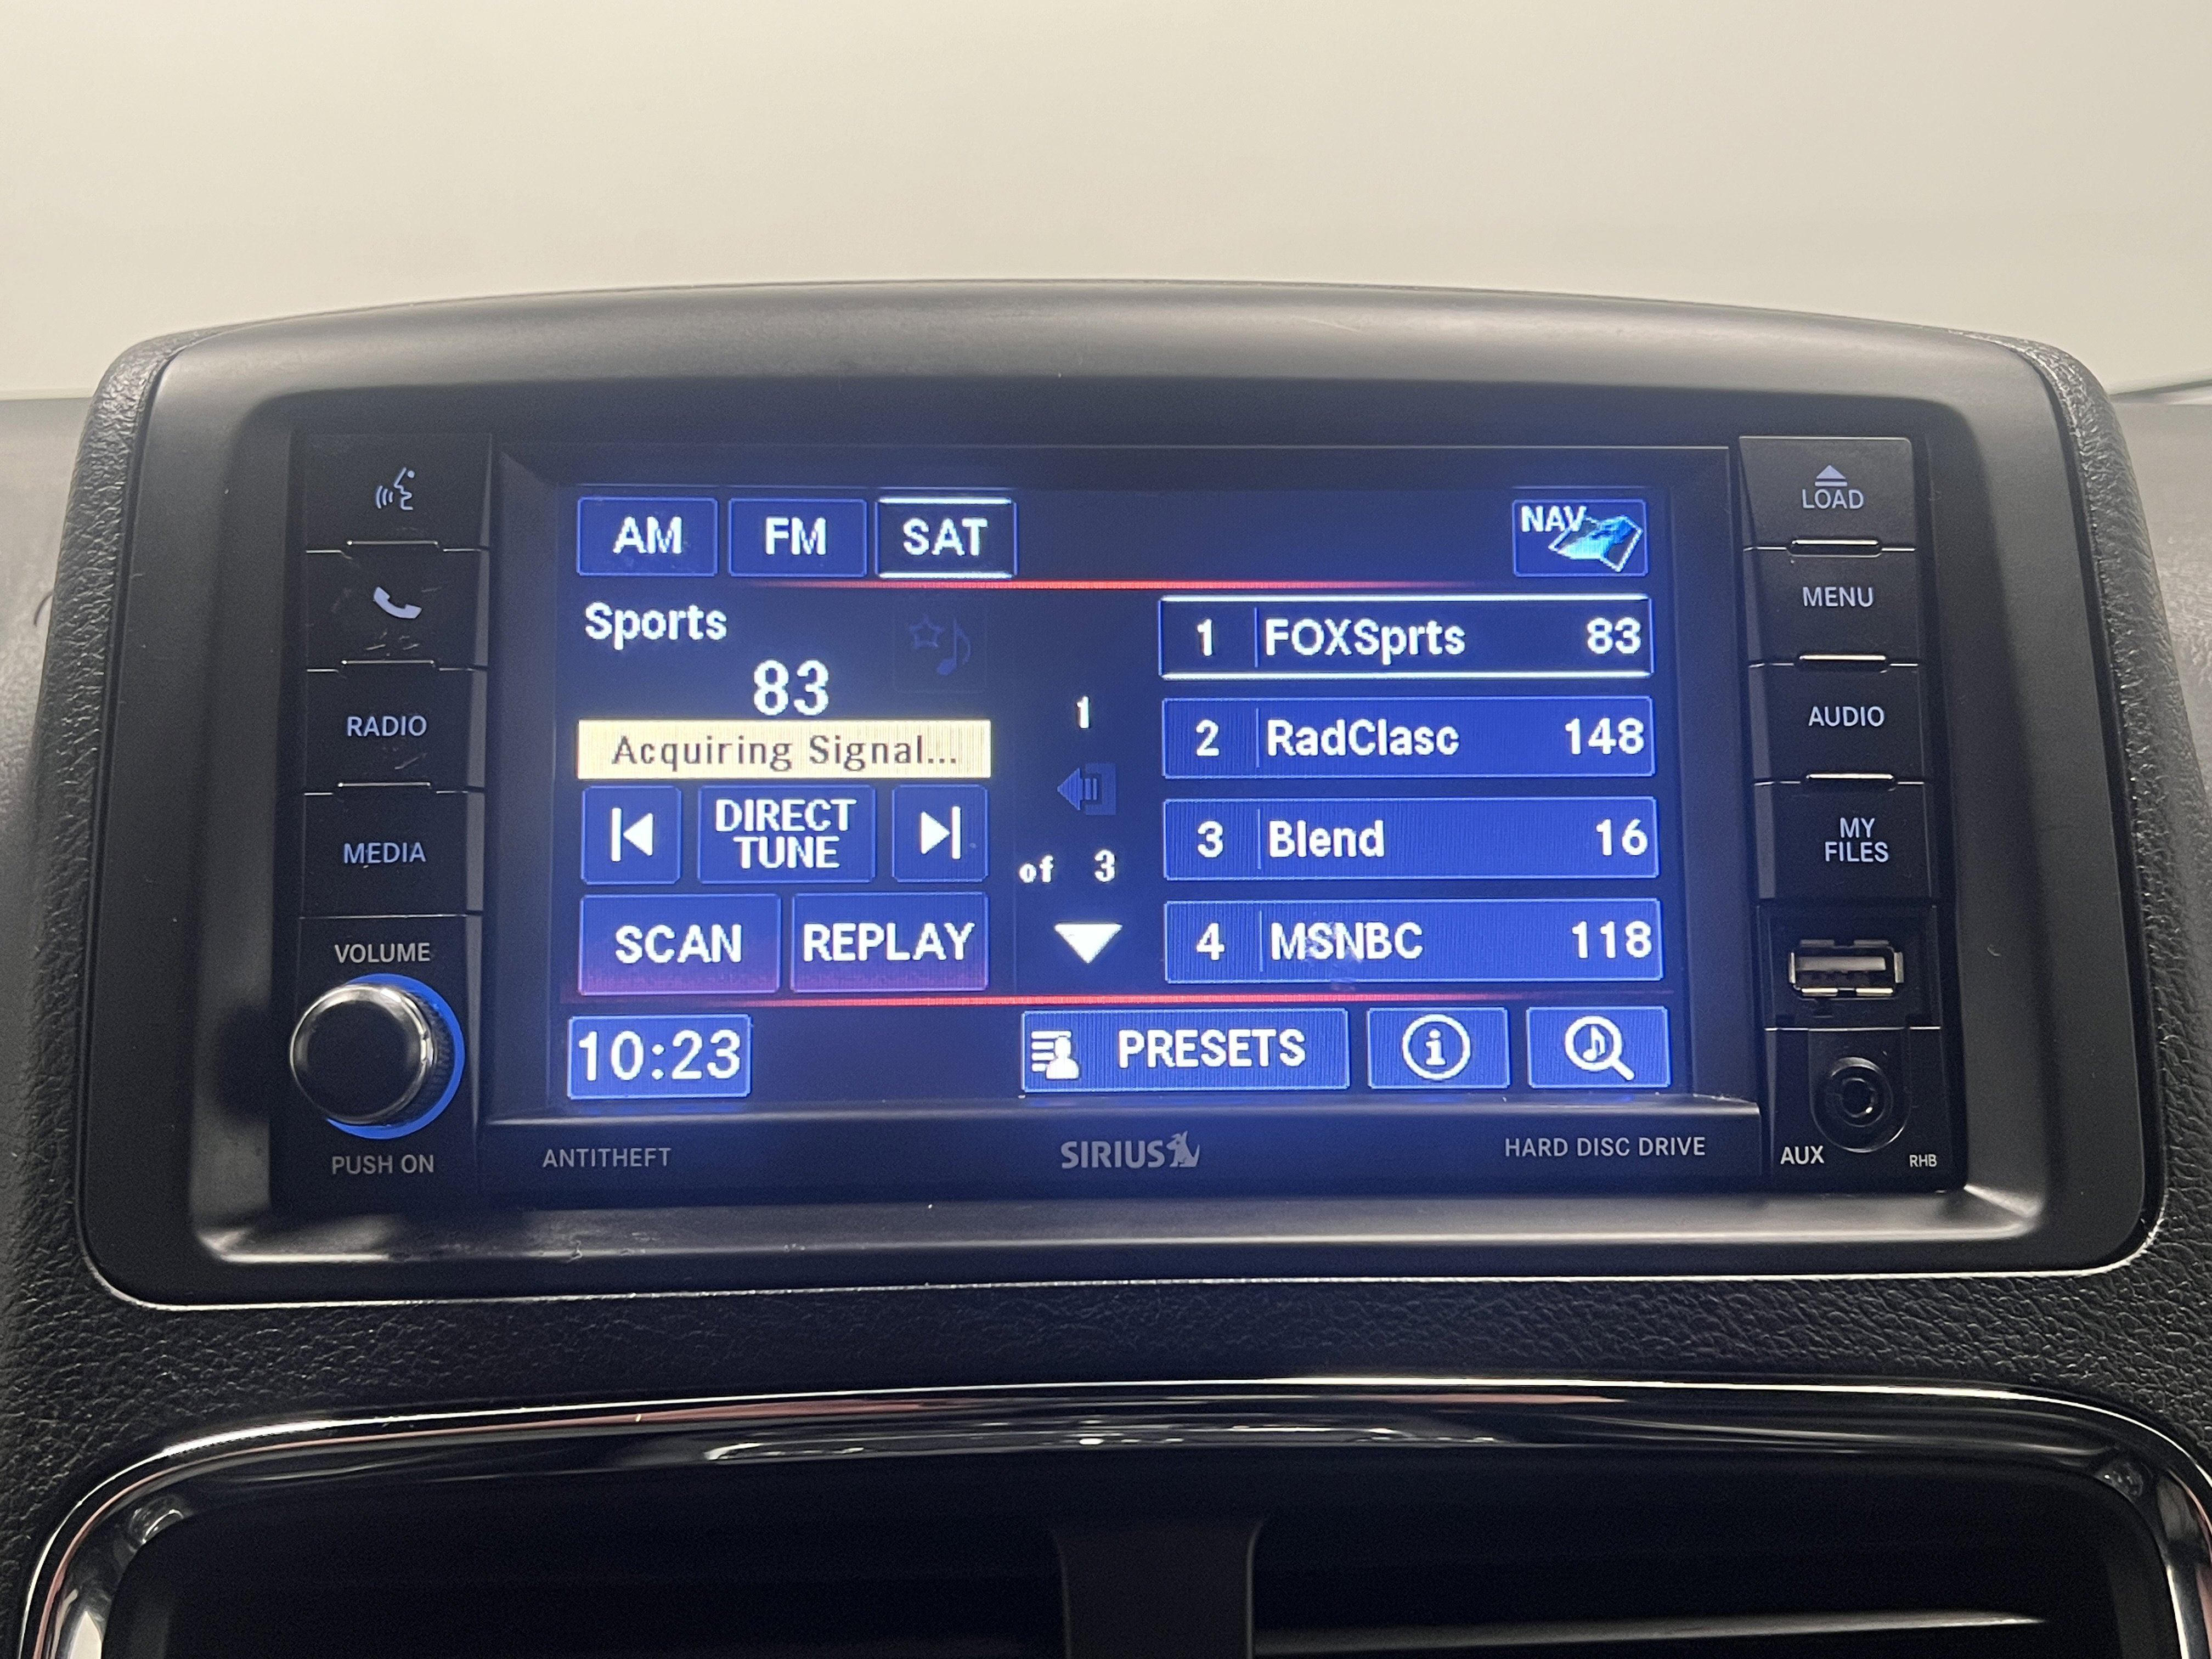 LOAD
AM FM SAT NAV
MENU
Sports
83
1 FOXSprts 83
RADIO
AUDIO
Acquiring Signal...
1
2 RadClasc 148
MEDIA
DIRECT
TUNE
of 3
3 Blend 16
MY
FILES
SCAN REPLAY
4 MSNBC 118
VOLUME
10:23 PRESETS
PUSH ON
ANTITHEFT SIRIUS HARD DISC DRIVE
AUX RHB